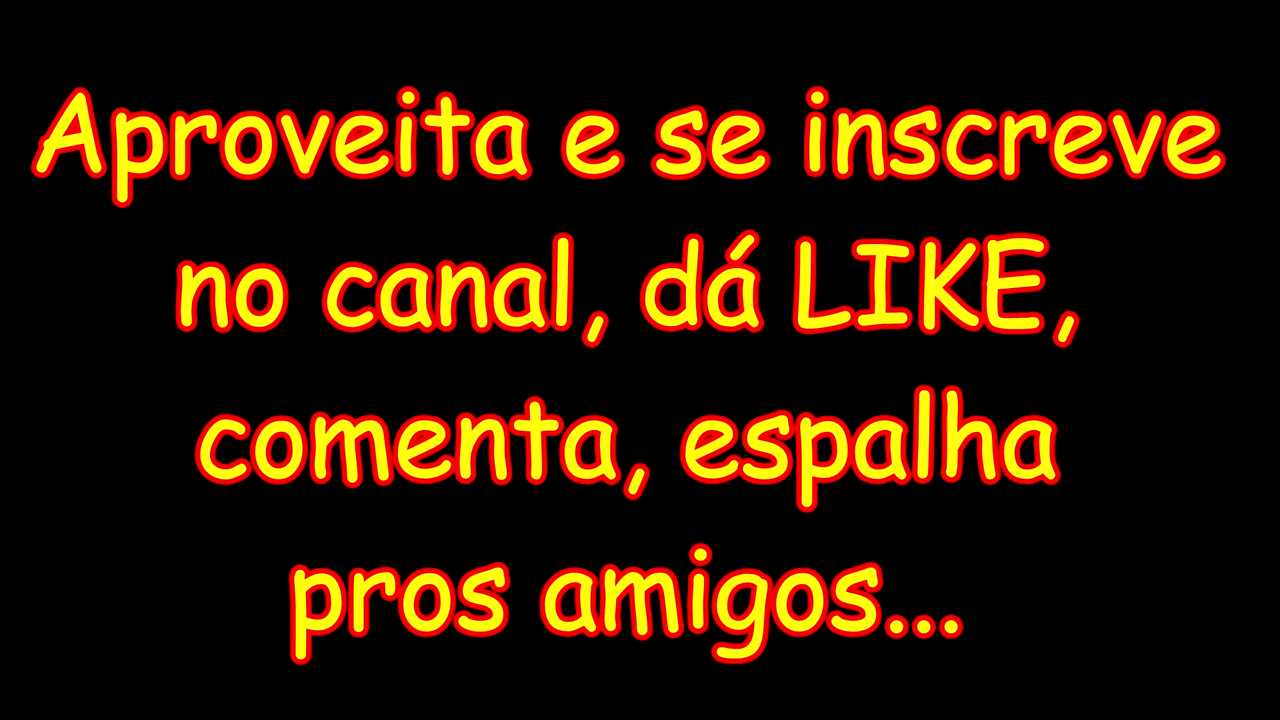 Aproveita e se inscreve
no canal, dá LIKE,
comenta, espalha
pros amigos...